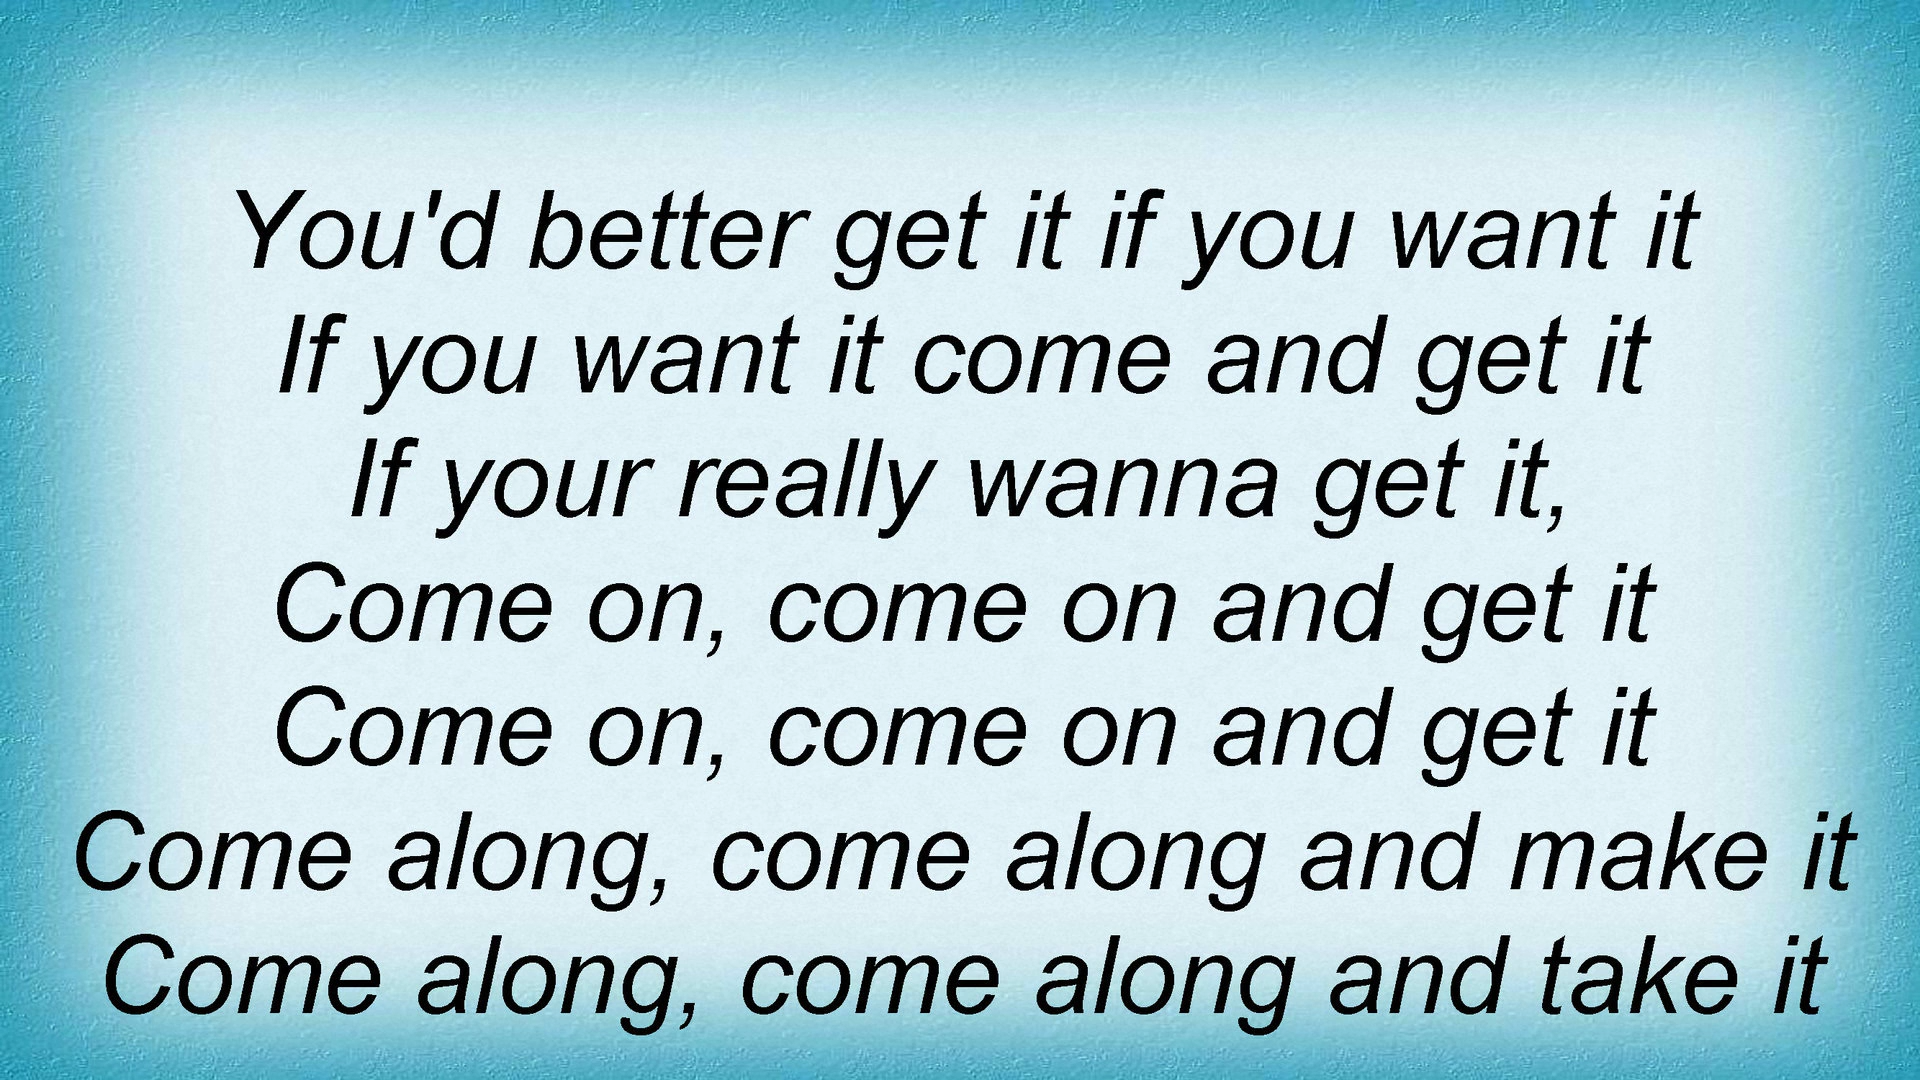 You'd better get it if you want it
If you want it come and get it
If your really wanna get it,
Come on, come on and get it
Come on, come on and get it
Come along, come along and make it
Come along, come along and take it